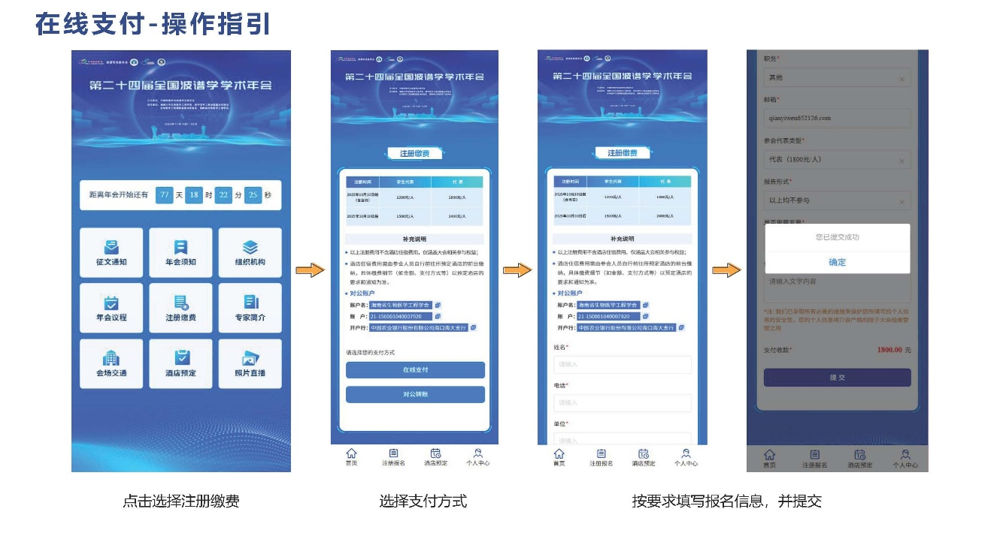 在线支付-操作指引
第二十四届全国波谱学学术年会
距离年会开始还有 77 天 18 时 22 分 25 秒
征文通知 年会须知 组织机构
年会议程 注册缴费 专家简介
会场交通 酒店预定 照片直播
点击选择注册缴费
第二十四届全国波谱学学术年会
注册缴费
注册时间 学生代表 代 表
2025年10月10日前（含当日） 1200元/人 1800元/人
2025年10月10日后 1500元/人 2400元/人
补充说明
以上注册费用不含酒店住宿费用，仅涵盖大会相关参与权益；
酒店住宿费用需由参会人员自行前往所预定酒店的前台缴
纳，具体缴费细节（如金额、支付方式等）以预定酒店的
要求和通知为准。
对公账户
账户名： 海南省生物医学工程学会
账 户： 21-150001040007920
开户行： 中国农业银行股份有限公司海口海大支行
请选择您的支付方式
在线支付
对公转账
首页 注册报名 酒店预定 个人中心
选择支付方式
第二十四届全国波谱学学术年会
注册缴费
注册时间 学生代表 代 表
2025年10月10日前（含当日） 1200元/人 1800元/人
2025年10月10日后 1500元/人 2400元/人
补充说明
以上注册费用不含酒店住宿费用，仅涵盖大会相关参与权益；
酒店住宿费用需由参会人员自行前往所预定酒店的前台缴
纳，具体缴费细节（如金额、支付方式等）以预定酒店的
要求和通知为准。
对公账户
账户名： 海南省生物医学工程学会
账 户： 21-150001040007920
开户行： 中国农业银行股份有限公司海口海大支行
姓名*
请输入
电话*
请输入
单位*
请输入
首页 注册报名 酒店预定 个人中心
职务*
其他
邮箱*
qianyiwen852126.com
参会代表类型*
代表（1800元/人）
报告形式*
以上均不参与
是否需要发票*
您已提交成功
确定
请输入文字内容
*注: 我们已采取所有必要的措施来保护您所填写的个人信
息的安全性，您的个人信息将只会严格的用于大会相关管
理之用
支付收款* 1800.00 元
提交
首页 注册报名 酒店预定 个人中心
按要求填写报名信息，并提交